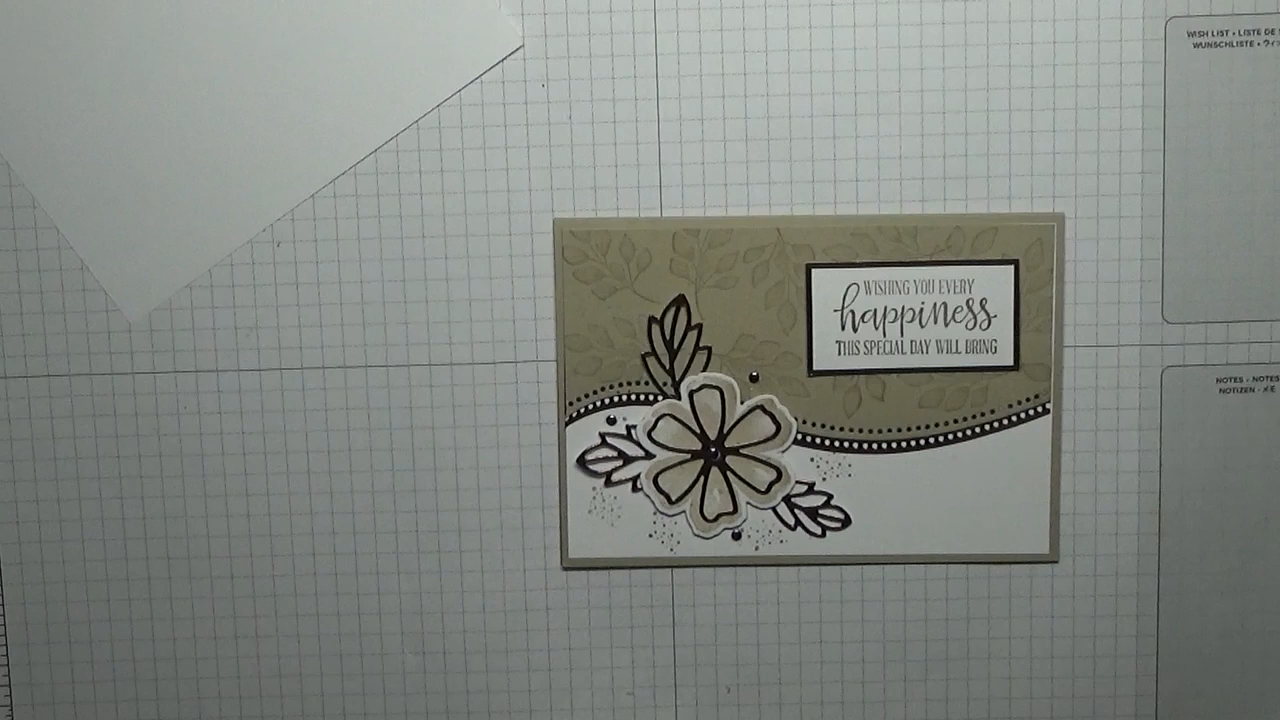 WISH LIST • LISTE DE
WUNSCHLISTE •
WISHING YOU EVERY
happiness
THIS SPECIAL DAY WILL BRING
NOTES • NOTES
NOTIZEN •